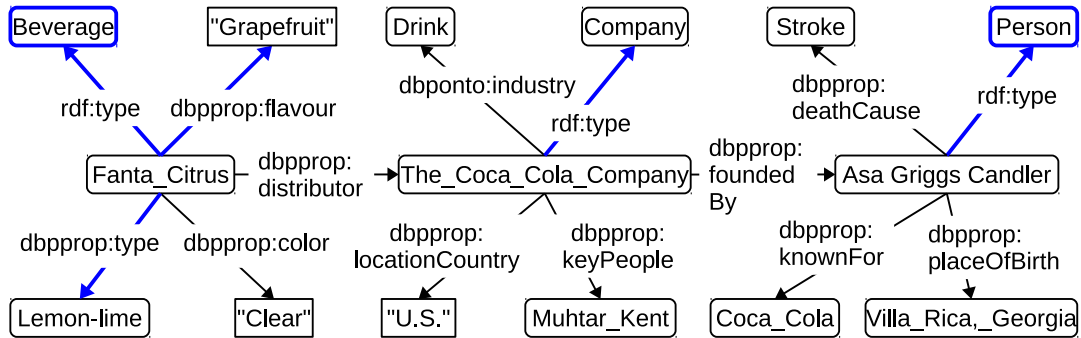 Beverage
"Grapefruit"
Drink
Company
Stroke
Person
rdf:type
dbpprop:flavour
dbponto:industry
rdf:type
dbpprop:
deathCause
rdf:type
Fanta_Citrus
dbpprop:
distributor
The_Coca_Cola_Company
dbpprop:
founded
By
Asa Griggs Candler
dbpprop:type
dbpprop:color
dbpprop:
locationCountry
dbpprop:
keyPeople
dbpprop:
knownFor
dbpprop:
placeOfBirth
Lemon-lime
"Clear"
"U.S."
Muhtar_Kent
Coca_Cola
Villa_Rica,_Georgia